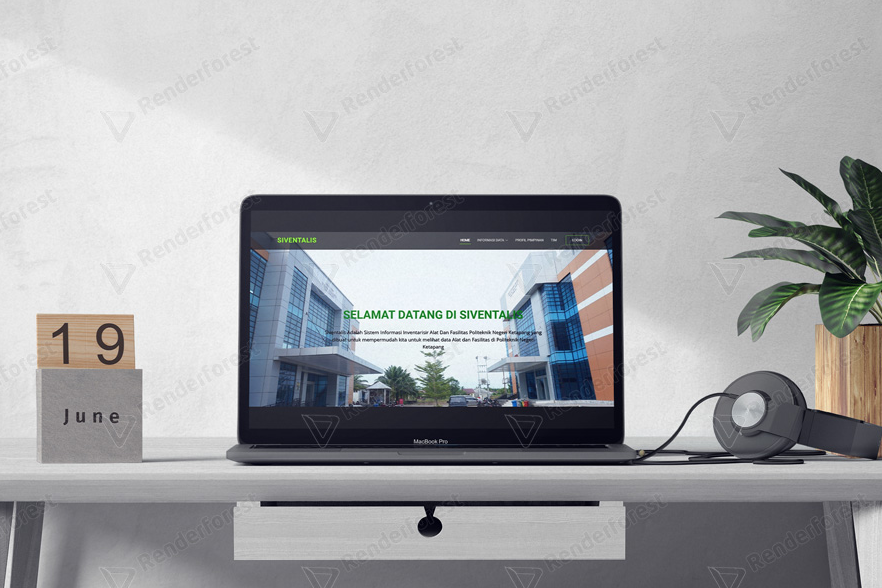 SIVENTALIS
HOME
INFORMASI DATA
PROFIL PIMPINAN
TIM
LOGIN
SELAMAT DATANG DI SIVENTALIS
Siventalis Adalah Sistem Informasi Inventarisir Alat Dan Fasilitas Politeknik Negeri Ketapang yang
dibuat untuk mempermudah kita untuk melihat data Alat dan Fasilitas di Politeknik Negeri
Ketapang
MacBook Pro
19
June
Renderforest